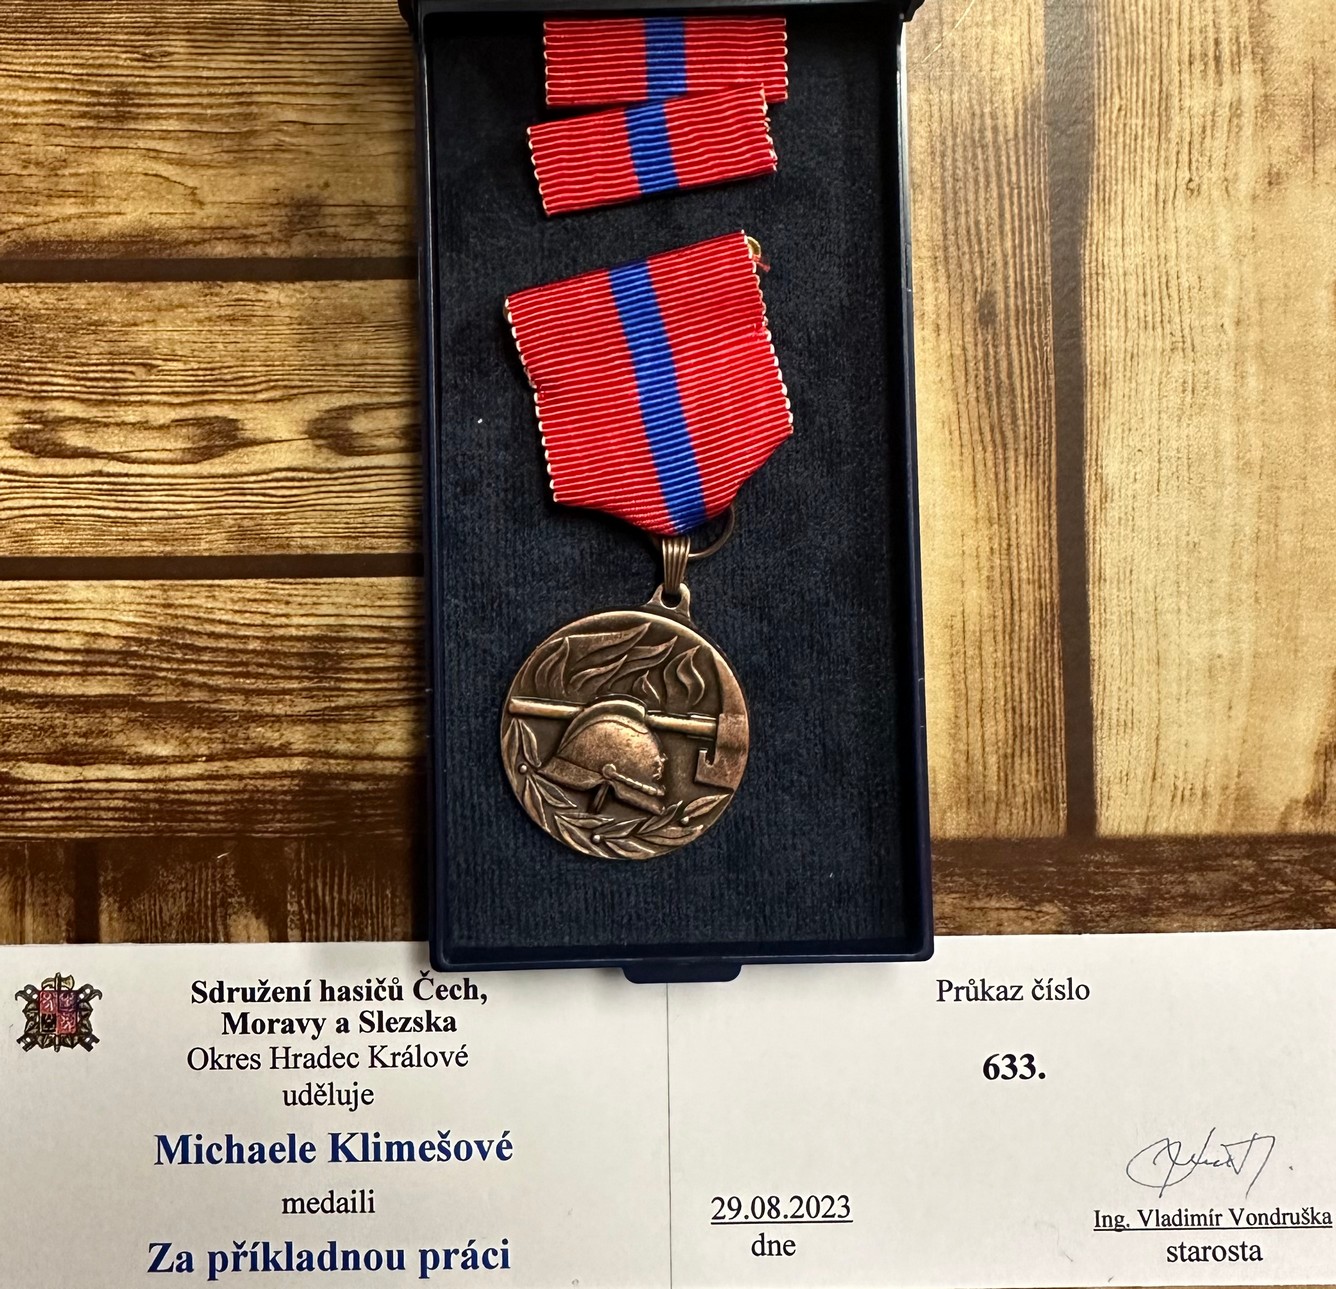 Sdružení hasičů Čech,
Moravy a Slezska
Okres Hradec Králové
uděluje
Michaele Klimešové
medaili
Za příkladnou práci
Průkaz číslo
633.
29.08.2023
dne
Ing. Vladimír Vondruška
starosta